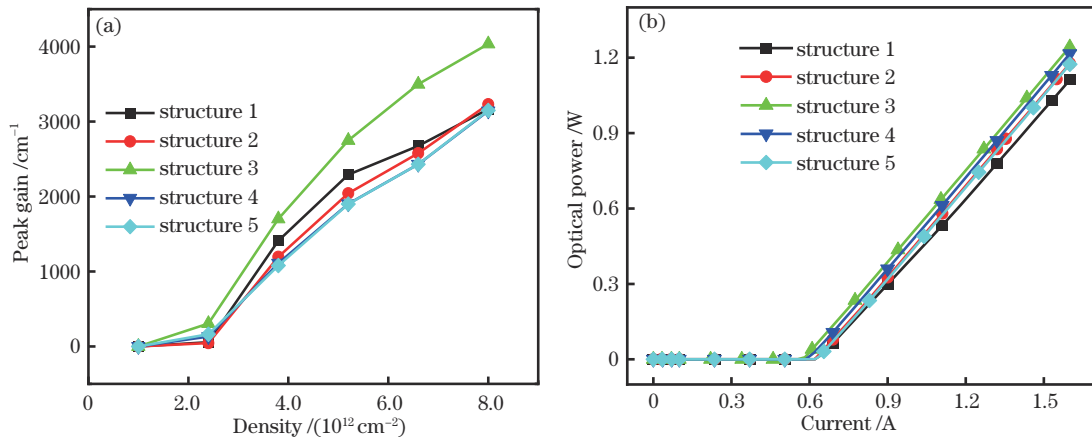 (a)
4000
3000
2000
1000
0
Peak gain /cm⁻¹
structure 1
structure 2
structure 3
structure 4
structure 5
0 2.0 4.0 6.0 8.0
Density /(10¹² cm⁻²)
(b)
1.2
0.9
0.6
0.3
0
Optical power /W
structure 1
structure 2
structure 3
structure 4
structure 5
0 0.3 0.6 0.9 1.2 1.5
Current /A